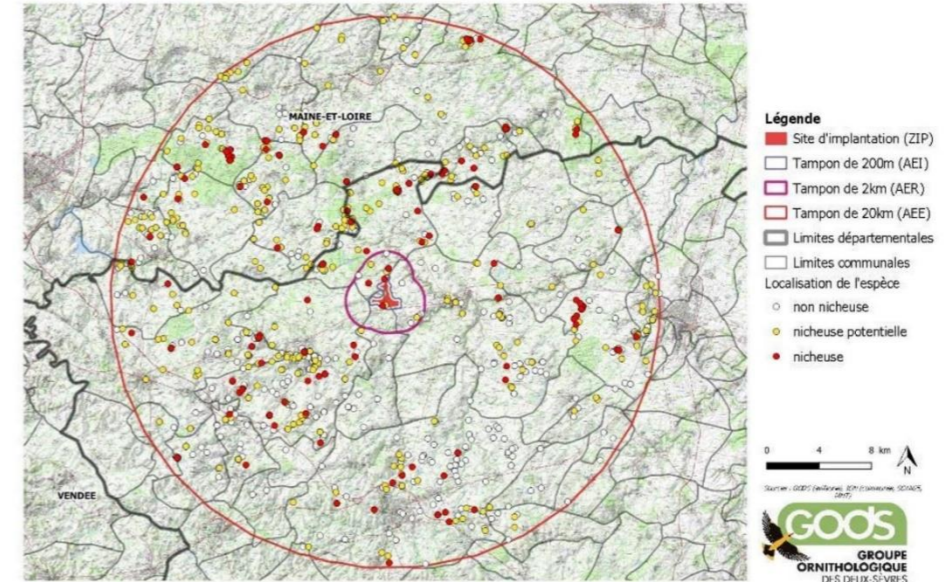 MAINE-ET-LOIRE
VENDEE
Légende
Site d'implantation (ZIP)
Tampon de 200m (AEI)
Tampon de 2km (AER)
Tampon de 20km (AEE)
Limites départementales
Limites communales
Localisation de l'espèce
non nicheuse
nicheuse potentielle
nicheuse
0 4 8 km
N
GODS
GROUPE
ORNITHOLOGIQUE
DES DEUX-SÈVRES